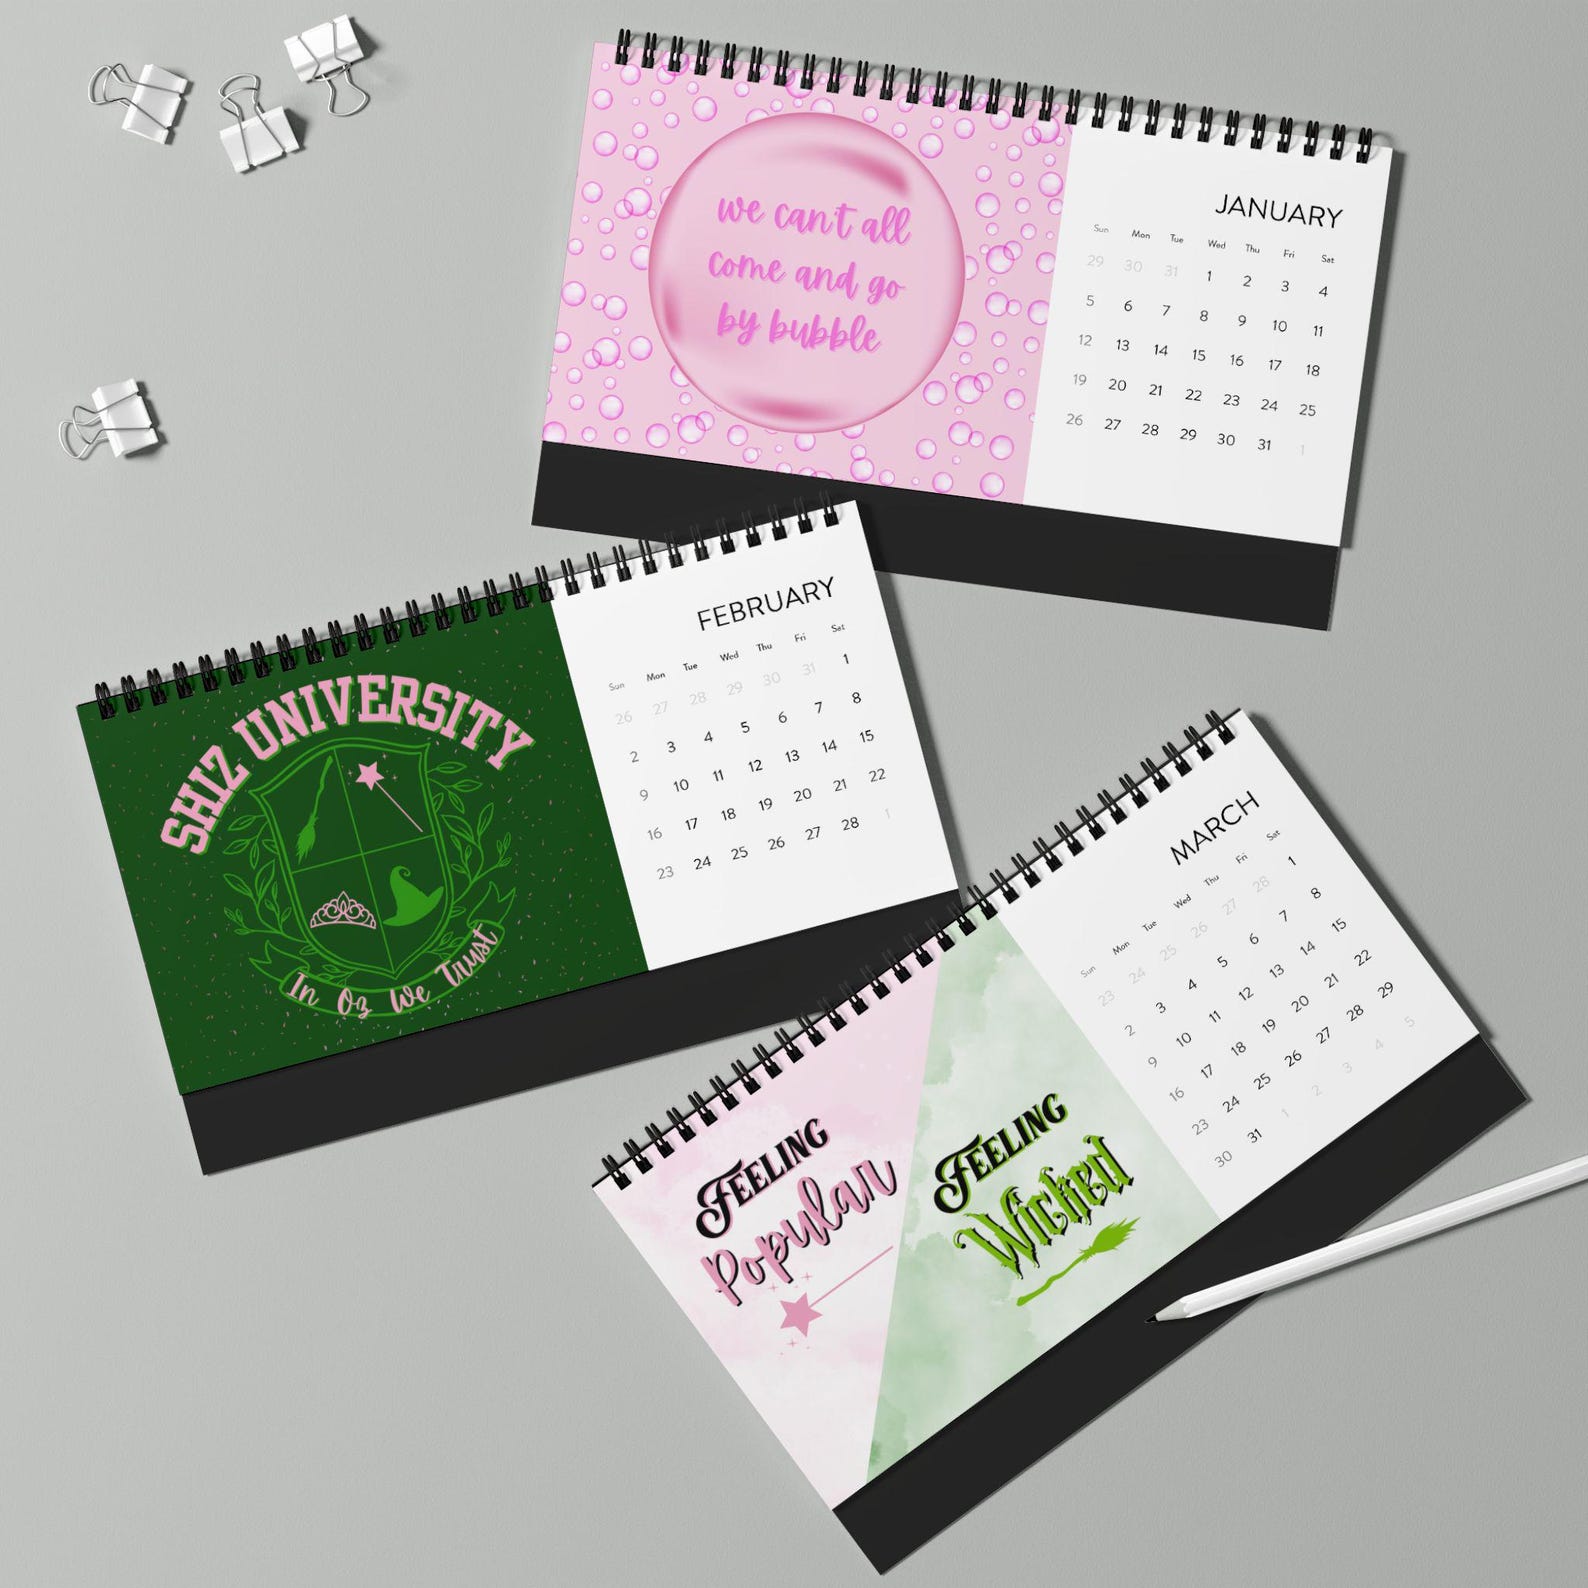 we can't all
come and go
by bubble
JANUARY
Sun Mon Tue Wed Thu Fri Sat
29 30 31 1 2 3 4
5 6 7 8 9 10 11
12 13 14 15 16 17 18
19 20 21 22 23 24 25
26 27 28 29 30 31 1
SHIZ UNIVERSITY
In Oz We Trust
FEBRUARY
Sun Mon Tue Wed Thu Fri Sat
26 27 28 29 30 31 1
2 3 4 5 6 7 8
9 10 11 12 13 14 15
16 17 18 19 20 21 22
23 24 25 26 27 28 1
FEELING
Popular
FEELING
Wicked
MARCH
Sun Mon Tue Wed Thu Fri Sat
23 24 25 26 27 28 1
2 3 4 5 6 7 8
9 10 11 12 13 14 15
16 17 18 19 20 21 22
23 24 25 26 27 28 29
30 31 1 2 3 4 5